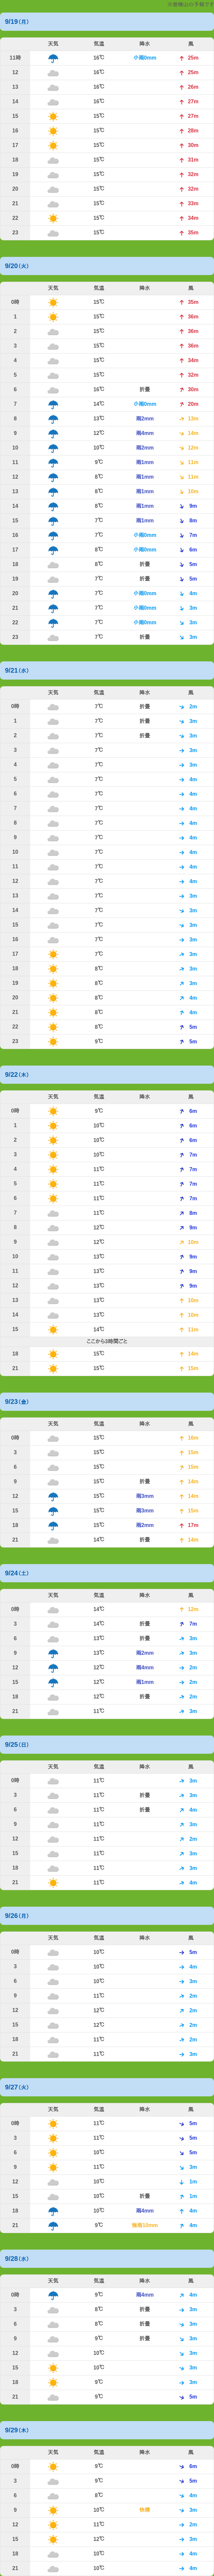 9/19(月)
天気 気温 降水 風
11時 16℃ 小雨0mm 25m
12 16℃ 25m
13 16℃ 26m
14 16℃ 27m
15 15℃ 27m
16 15℃ 28m
17 15℃ 30m
18 15℃ 31m
19 15℃ 32m
20 15℃ 32m
21 15℃ 33m
22 15℃ 34m
23 15℃ 35m
9/20(火)
天気 気温 降水 風
0時 15℃ 35m
1 15℃ 36m
2 15℃ 36m
3 15℃ 36m
4 15℃ 34m
5 15℃ 32m
6 16℃ 折畳 30m
7 14℃ 小雨0mm 20m
8 13℃ 雨2mm 13m
9 12℃ 雨4mm 14m
10 10℃ 雨2mm 12m
11 9℃ 雨1mm 11m
12 8℃ 雨1mm 11m
13 8℃ 雨1mm 10m
14 8℃ 雨1mm 9m
15 7℃ 雨1mm 8m
16 7℃ 小雨0mm 7m
17 8℃ 小雨0mm 6m
18 8℃ 折畳 5m
19 7℃ 折畳 5m
20 7℃ 小雨0mm 4m
21 7℃ 小雨0mm 3m
22 7℃ 小雨0mm 3m
23 7℃ 折畳 3m
9/21(水)
天気 気温 降水 風
0時 7℃ 折畳 2m
1 7℃ 折畳 3m
2 7℃ 折畳 3m
3 7℃ 3m
4 7℃ 3m
5 7℃ 4m
6 7℃ 4m
7 7℃ 4m
8 7℃ 4m
9 7℃ 4m
10 7℃ 4m
11 7℃ 4m
12 7℃ 4m
13 7℃ 3m
14 7℃ 3m
15 7℃ 3m
16 7℃ 3m
17 7℃ 3m
18 8℃ 3m
19 8℃ 3m
20 8℃ 4m
21 8℃ 4m
22 8℃ 5m
23 9℃ 5m
9/22(木)
天気 気温 降水 風
0時 9℃ 6m
1 10℃ 6m
2 10℃ 6m
3 10℃ 7m
4 11℃ 7m
5 11℃ 7m
6 11℃ 7m
7 11℃ 8m
8 12℃ 9m
9 12℃ 10m
10 13℃ 9m
11 13℃ 9m
12 13℃ 9m
13 13℃ 10m
14 13℃ 10m
15 14℃ 11m
ここから3時間ごと
18 15℃ 14m
21 15℃ 15m
9/23(金)
天気 気温 降水 風
0時 15℃ 16m
3 15℃ 15m
6 15℃ 15m
9 15℃ 折畳 14m
12 15℃ 雨3mm 14m
15 15℃ 雨3mm 15m
18 15℃ 雨2mm 17m
21 14℃ 折畳 14m
9/24(土)
天気 気温 降水 風
0時 14℃ 12m
3 14℃ 折畳 7m
6 13℃ 折畳 3m
9 13℃ 雨2mm 3m
12 12℃ 雨4mm 2m
15 12℃ 雨1mm 2m
18 12℃ 折畳 2m
21 11℃ 3m
9/25(日)
天気 気温 降水 風
0時 11℃ 3m
3 11℃ 折畳 3m
6 11℃ 折畳 4m
9 11℃ 3m
12 11℃ 2m
15 11℃ 3m
18 11℃ 3m
21 11℃ 4m
9/26(月)
天気 気温 降水 風
0時 10℃ 5m
3 10℃ 4m
6 10℃ 3m
9 11℃ 2m
12 12℃ 2m
15 12℃ 2m
18 11℃ 2m
21 11℃ 3m
9/27(火)
天気 気温 降水 風
0時 11℃ 5m
3 11℃ 5m
6 10℃ 5m
9 11℃ 3m
12 10℃ 1m
15 10℃ 折畳 1m
18 10℃ 雨4mm 4m
21 9℃ 4m
9/28(水)
天気 気温 降水 風
0時 9℃ 雨4mm 4m
3 8℃ 折畳 3m
6 8℃ 折畳 3m
9 9℃ 折畳 3m
12 10℃ 3m
15 10℃ 3m
18 9℃ 3m
21 9℃ 5m
9/29(木)
天気 気温 降水 風
0時 9℃ 6m
3 9℃ 5m
6 8℃ 4m
9 10℃ 3m
12 11℃ 2m
15 12℃ 3m
18 10℃ 4m
21 10℃ 4m